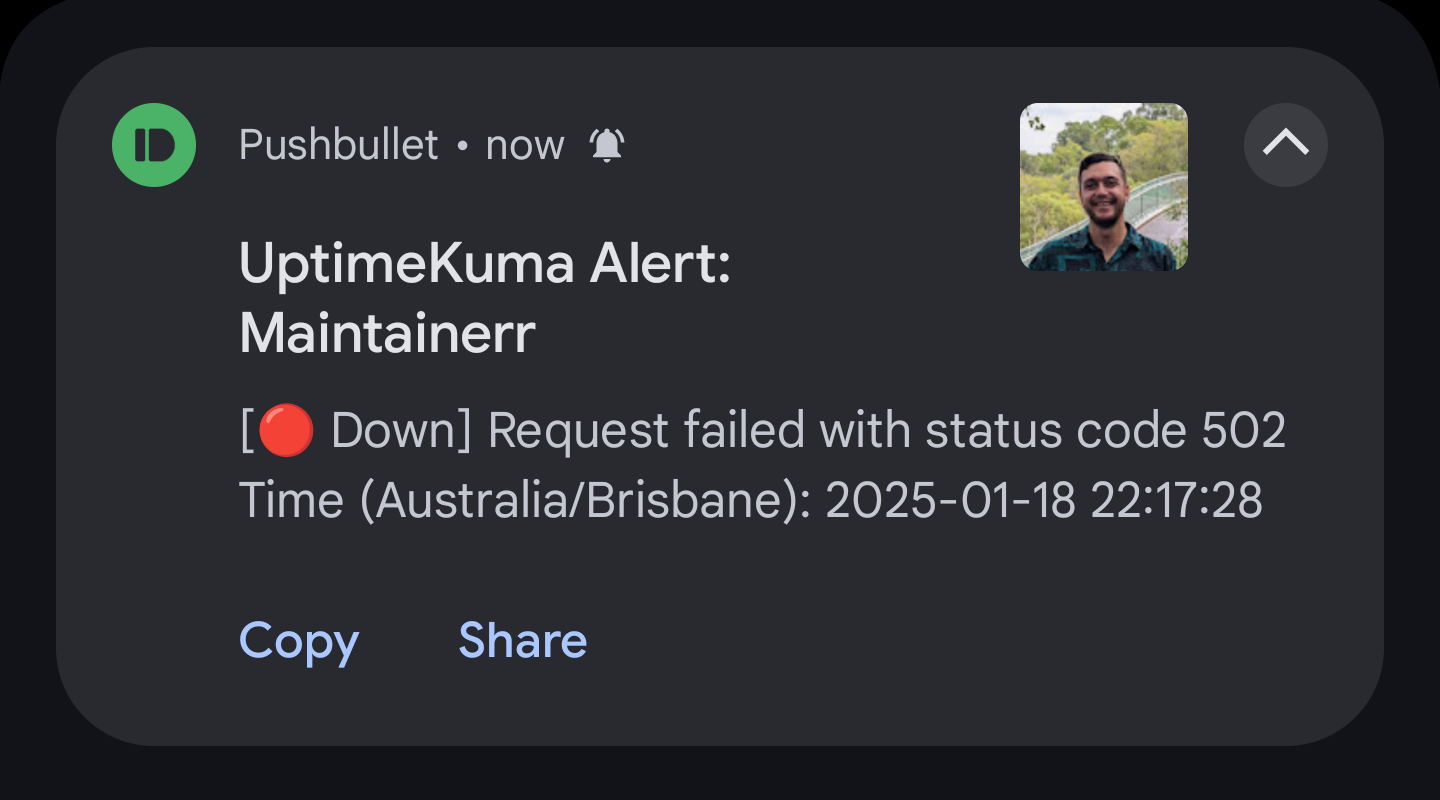 Pushbullet • now
UptimeKuma Alert:
Maintainerr
[🔴 Down] Request failed with status code 502
Time (Australia/Brisbane): 2025-01-18 22:17:28
Copy Share